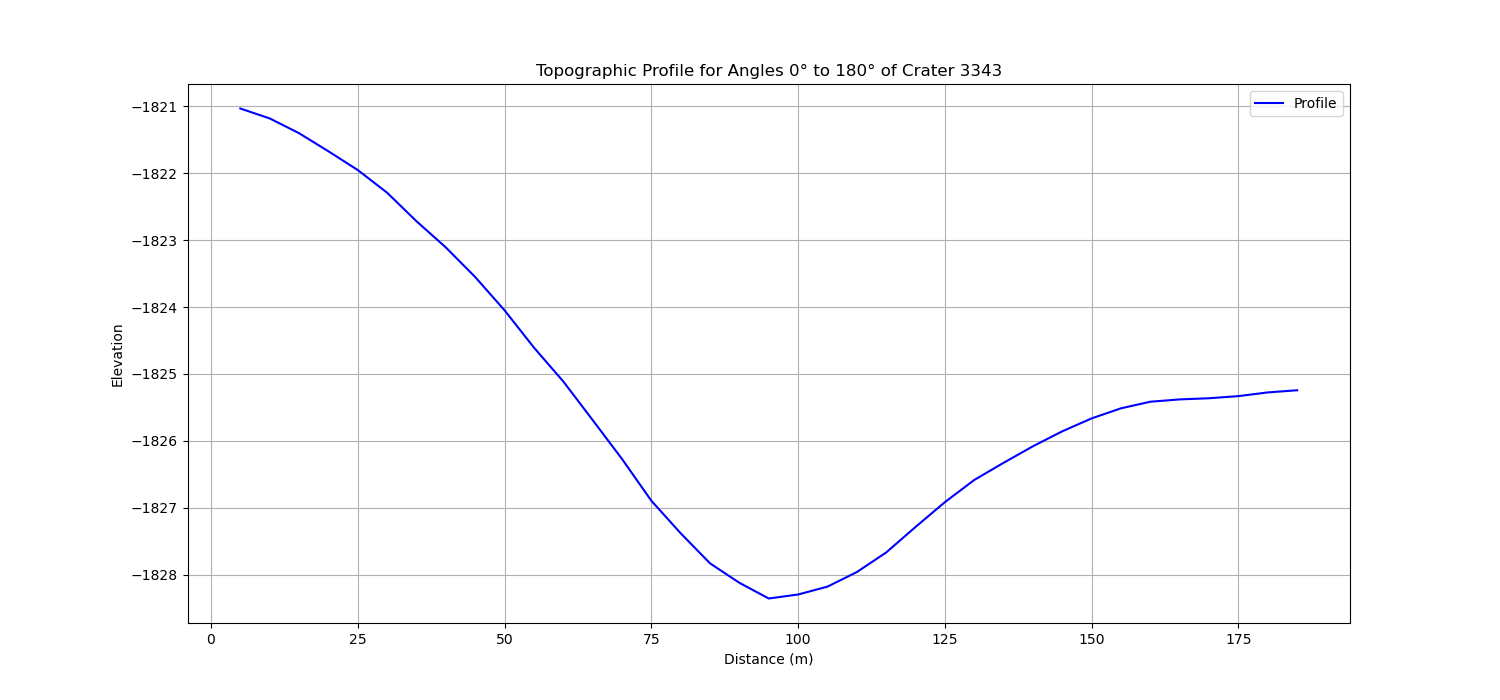 Topographic Profile for Angles 0° to 180° of Crater 3343
Profile
−1821
−1822
−1823
−1824
−1825
−1826
−1827
−1828
Elevation
0 25 50 75 100 125 150 175
Distance (m)